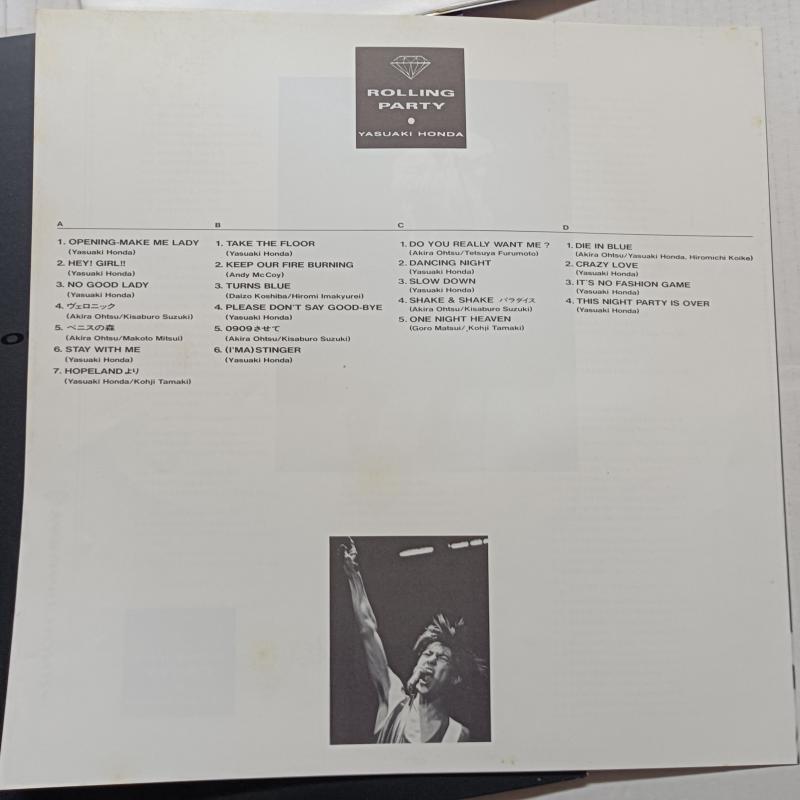 ROLLING
PARTY
YASUAKI HONDA
A
1. OPENING-MAKE ME LADY
(Yasuaki Honda)
2. HEY! GIRL!!
(Yasuaki Honda)
3. NO GOOD LADY
(Yasuaki Honda)
4. ヴェロニック
(Akira Ohtsu/Kisaburo Suzuki)
5. ベニスの森
(Akira Ohtsu/Makoto Mitsui)
6. STAY WITH ME
(Yasuaki Honda)
7. HOPELANDより
(Yasuaki Honda/Kohji Tamaki)
B
1. TAKE THE FLOOR
(Yasuaki Honda)
2. KEEP OUR FIRE BURNING
(Andy McCoy)
3. TURNS BLUE
(Daizo Koshiba/Hiromi Imakyurei)
4. PLEASE DON'T SAY GOOD-BYE
(Yasuaki Honda)
5. 0909させて
(Akira Ohtsu/Kisaburo Suzuki)
6. (I'MA) STINGER
(Yasuaki Honda)
C
1. DO YOU REALLY WANT ME ?
(Akira Ohtsu/Tetsuya Furumoto)
2. DANCING NIGHT
(Yasuaki Honda)
3. SLOW DOWN
(Yasuaki Honda)
4. SHAKE & SHAKE パラダイス
(Akira Ohtsu/Kisaburo Suzuki)
5. ONE NIGHT HEAVEN
(Goro Matsui/Kohji Tamaki)
D
1. DIE IN BLUE
(Akira Ohtsu/Yasuaki Honda, Hiromichi Koike)
2. CRAZY LOVE
(Yasuaki Honda)
3. IT'S NO FASHION GAME
(Yasuaki Honda)
4. THIS NIGHT PARTY IS OVER
(Yasuaki Honda)